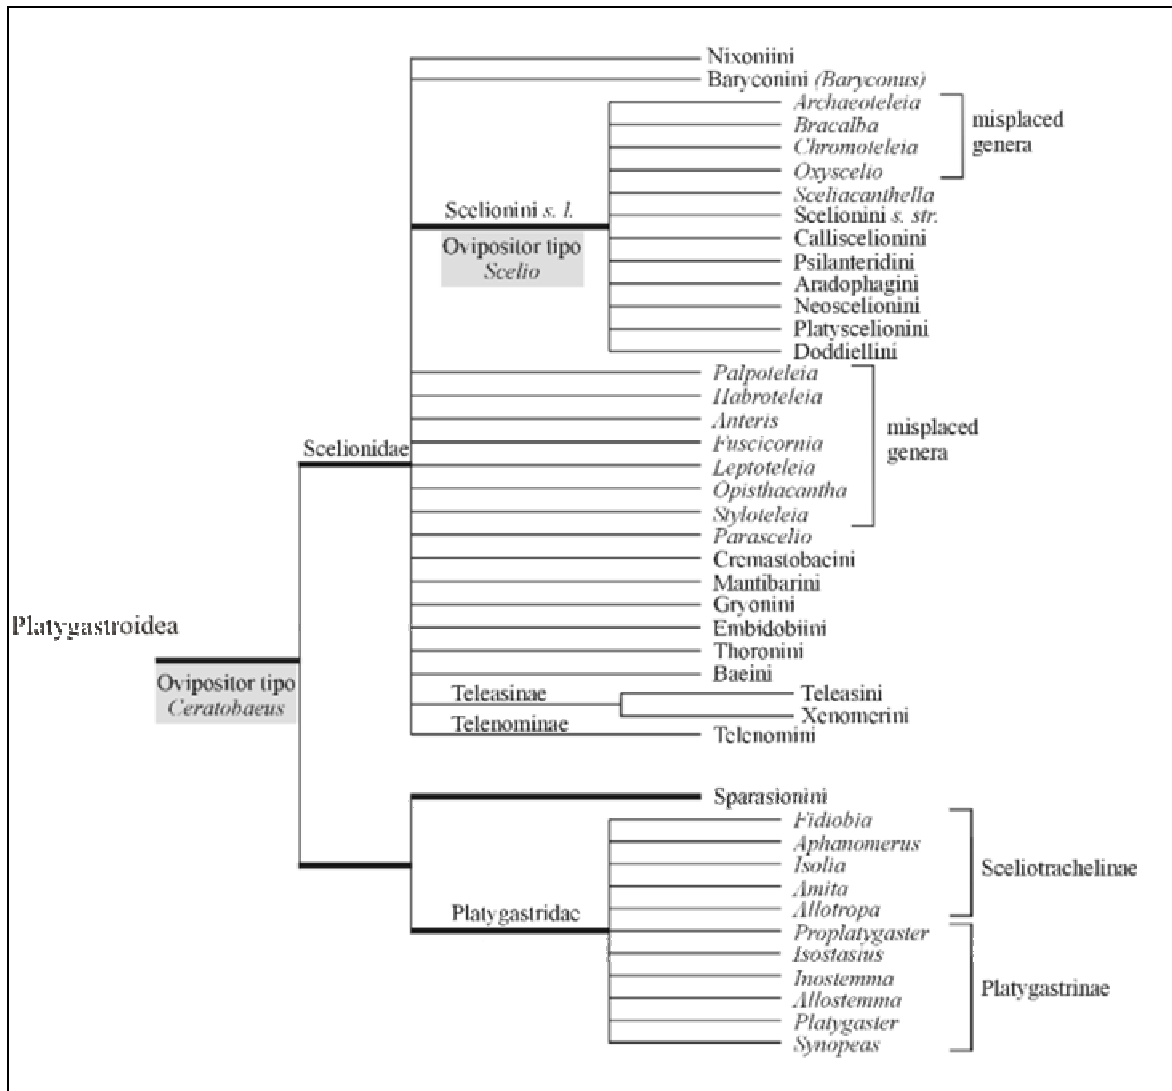 Nixoniini
Baryconini (Baryconus)
Archaeoteleia
Bracalba
Chromoteleia
Oxyscelio
misplaced
genera
Sceliacanthella
Scelionini s. l.
Scelionini s. str.
Ovipositor tipo
Scelio
Calliscelionini
Psilanteridini
Aradophagini
Neoscelionini
Platyscelionini
Doddiellini
Palpoteleia
Habroteleia
Anteris
Fuscicornia
Leptoteleia
Opisthacantha
Styloteleia
misplaced
genera
Scelionidae
Parascelio
Cremastobaeini
Mantibarini
Gryonini
Embidobiini
Thoronini
Baeini
Platygastroidea
Ovipositor tipo
Ceratobaeus
Teleasinae
Teleasini
Xenomerini
Telenominae
Telenomini
Sparasionini
Fidiobia
Aphanomerus
Isolia
Amita
Allotropa
Sceliotrachelinae
Platygastridae
Proplatygaster
Isostasius
Inostemma
Allostemma
Platygaster
Synopeas
Platygastrinae